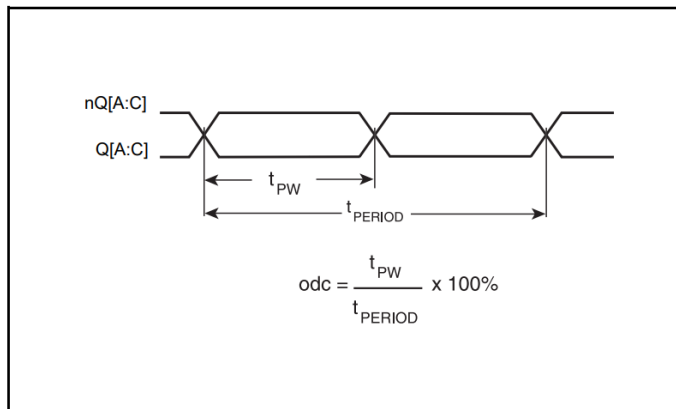 nQ[A:C]
Q[A:C]
tPW
tPERIOD
odc = tPW / tPERIOD x 100%